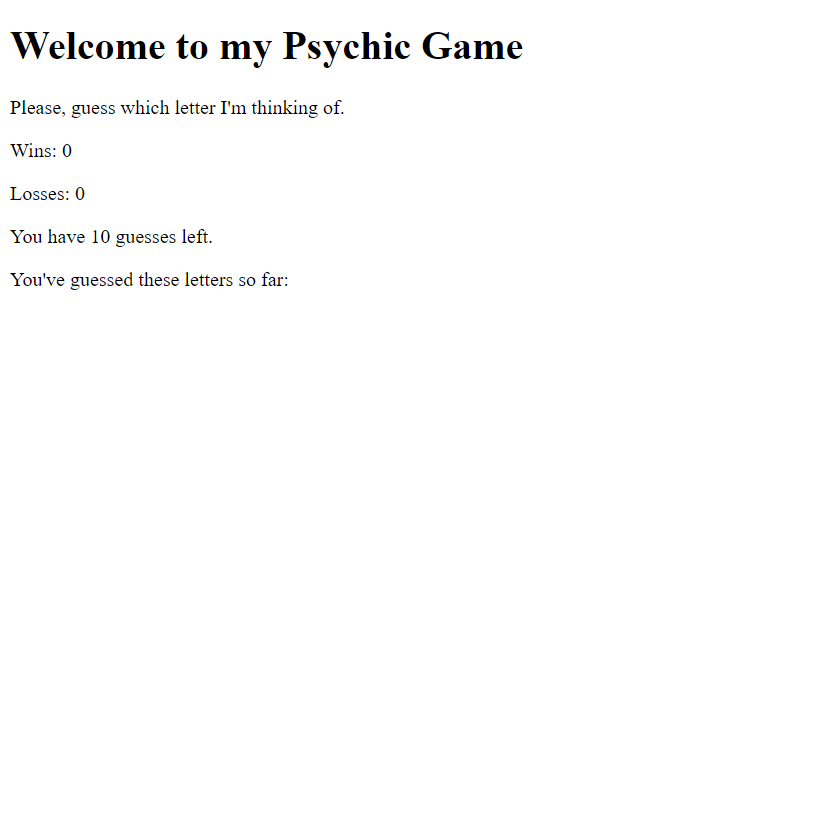 Welcome to my Psychic Game
Please, guess which letter I'm thinking of.
Wins: 0
Losses: 0
You have 10 guesses left.
You've guessed these letters so far: